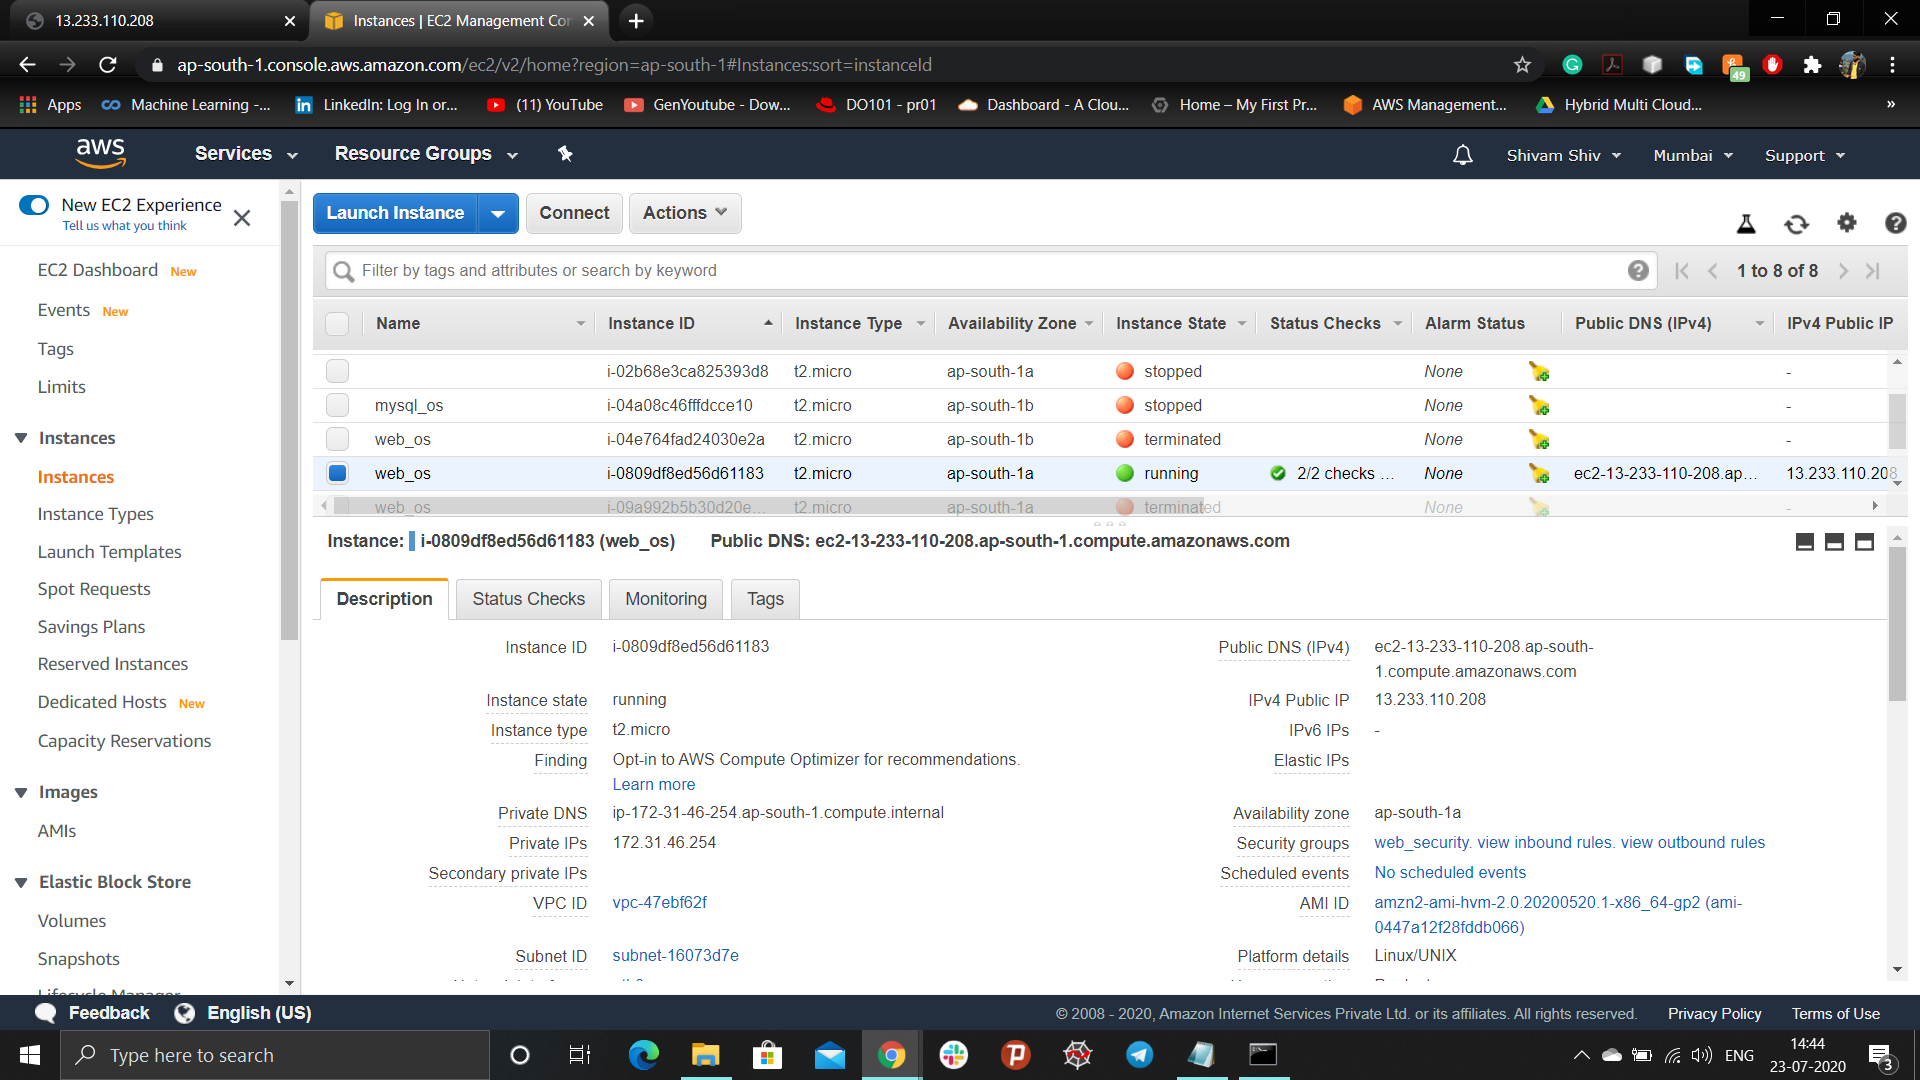 13.233.110.208
Instances | EC2 Management Con
ap-south-1.console.aws.amazon.com/ec2/v2/home?region=ap-south-1#Instances:sort=instanceId
49
Apps
Machine Learning -...
LinkedIn: Log In or...
(11) YouTube
GenYoutube - Dow...
DO101 - pr01
Dashboard - A Clou...
Home – My First Pr...
AWS Management...
Hybrid Multi Cloud...
»
aws
Services
Resource Groups
Shivam Shiv
Mumbai
Support
New EC2 Experience
Tell us what you think
EC2 Dashboard New
Events New
Tags
Limits
Instances
Instances
Instance Types
Launch Templates
Spot Requests
Savings Plans
Reserved Instances
Dedicated Hosts New
Capacity Reservations
Images
AMIs
Elastic Block Store
Volumes
Snapshots
Lifecycle Manager
Launch Instance
Connect
Actions
Filter by tags and attributes or search by keyword
1 to 8 of 8
Name Instance ID Instance Type Availability Zone Instance State Status Checks Alarm Status Public DNS (IPv4) IPv4 Public IP
i-02b68e3ca825393d8 t2.micro ap-south-1a stopped None -
mysql_os i-04a08c46fffdcce10 t2.micro ap-south-1b stopped None -
web_os i-04e764fad24030e2a t2.micro ap-south-1b terminated None -
web_os i-0809df8ed56d61183 t2.micro ap-south-1a running 2/2 checks ... None ec2-13-233-110-208.ap... 13.233.110.208
web_os i-09a992b5b30d20e... t2.micro ap-south-1a terminated None
Instance: i-0809df8ed56d61183 (web_os) Public DNS: ec2-13-233-110-208.ap-south-1.compute.amazonaws.com
Description
Status Checks
Monitoring
Tags
Instance ID i-0809df8ed56d61183
Instance state running
Instance type t2.micro
Finding Opt-in to AWS Compute Optimizer for recommendations.
Learn more
Private DNS ip-172-31-46-254.ap-south-1.compute.internal
Private IPs 172.31.46.254
Secondary private IPs
VPC ID vpc-47ebf62f
Subnet ID subnet-16073d7e
Public DNS (IPv4) ec2-13-233-110-208.ap-south-
1.compute.amazonaws.com
IPv4 Public IP 13.233.110.208
IPv6 IPs -
Elastic IPs
Availability zone ap-south-1a
Security groups web_security. view inbound rules. view outbound rules
Scheduled events No scheduled events
AMI ID amzn2-ami-hvm-2.0.20200520.1-x86_64-gp2 (ami-
0447a12f28fddb066)
Platform details Linux/UNIX
Feedback
English (US)
© 2008 - 2020, Amazon Internet Services Private Ltd. or its affiliates. All rights reserved.
Privacy Policy
Terms of Use
Type here to search
ENG
14:44
23-07-2020
3